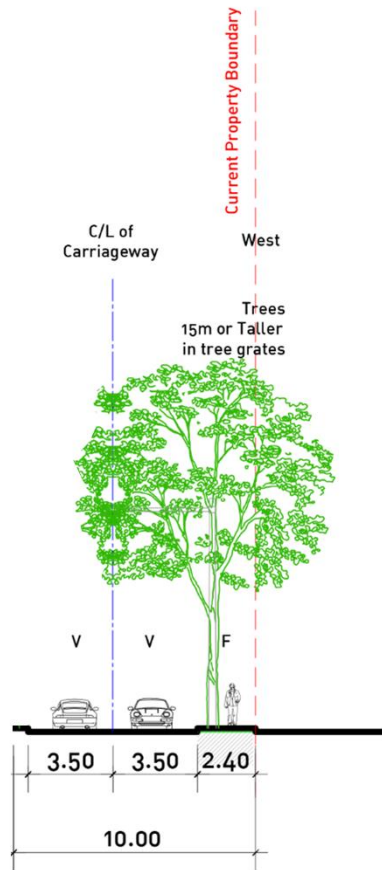 Current Property Boundary
C/L of
Carriageway
West
Trees
15m or Taller
in tree grates
V
V
F
3.50
3.50
2.40
10.00